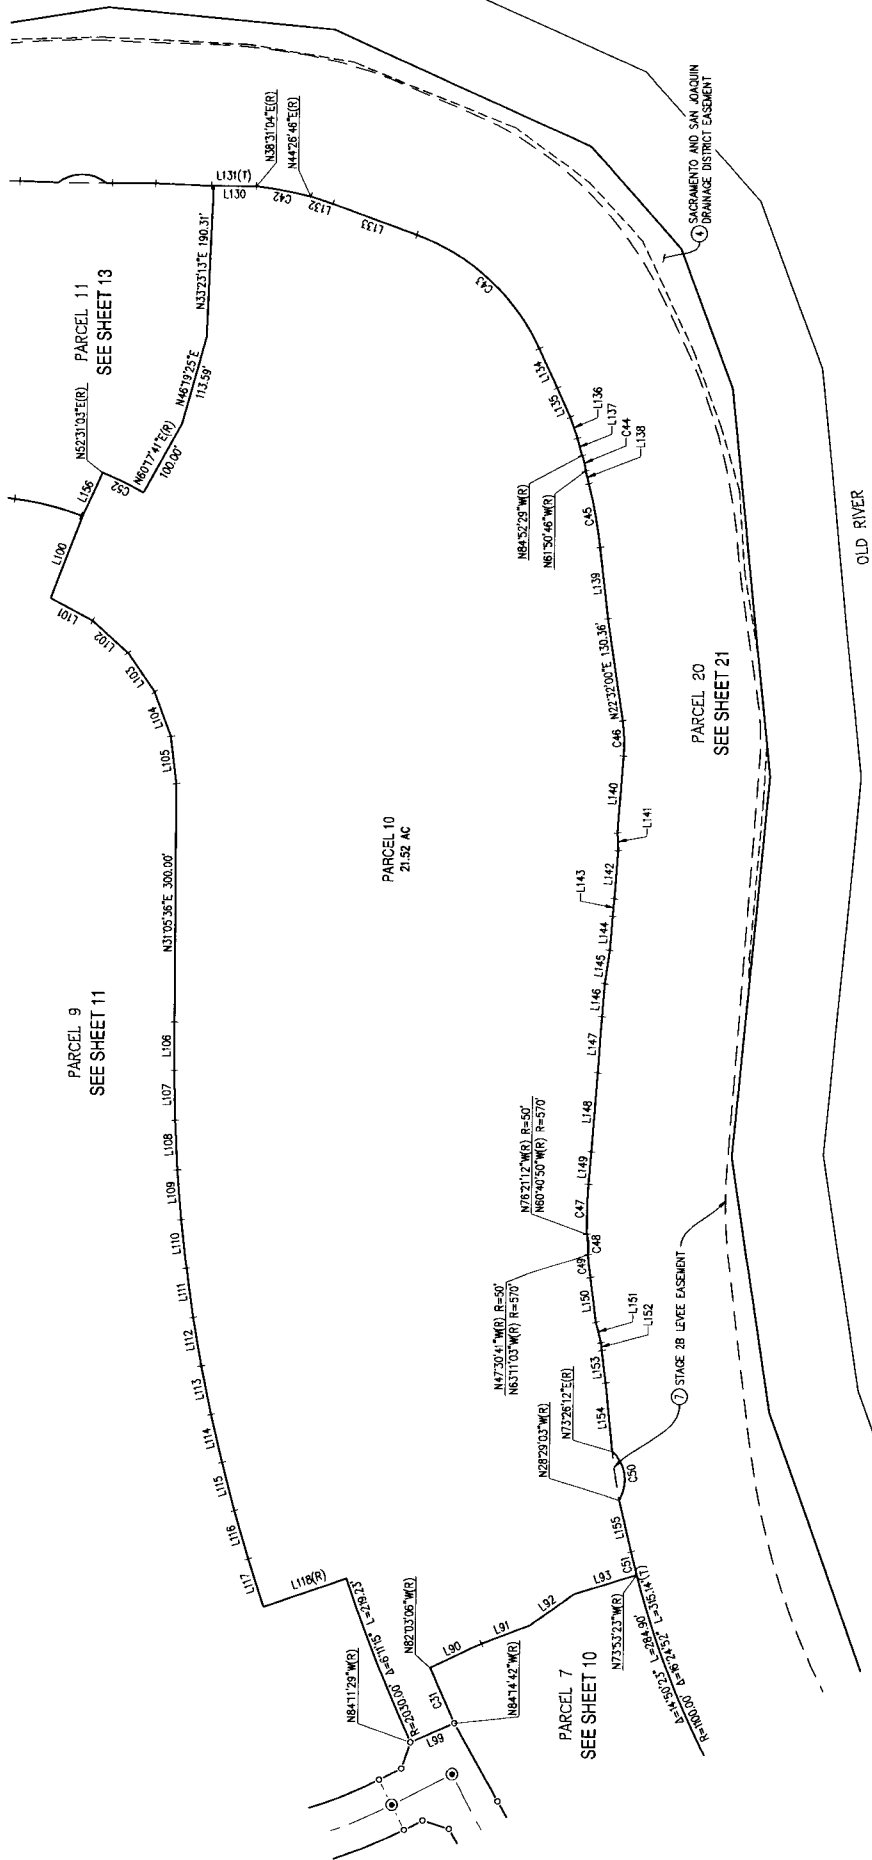 L131(T)
L130
N38°31'04"E(R)
C42
N44°26'46"E(R)
L132
L133
C43
L134
L135
L136
L137
C44
L138
N84°52'29"W(R)
N61°50'46"W(R)
C45
L139
N22°32'00"E 130.36'
C46
L140
L141
L142
L143
L144
L145
L146
L147
L148
L149
C47
N76°21'12"W(R) R=50'
N60°40'50"W(R) R=570'
C48
C49
N47°30'41"W(R) R=50'
N63°11'03"W(R) R=570'
L150
L151
L152
L153
L154
N73°26'12"E(R)
C50
N28°29'03"W(R)
L155
C51
N73°53'23"W(R)
Δ=14°50'23" L=284.90'
R=1100.00' Δ=16°24'52" L=315.14'(T)
L93
L92
L91
L90
N82°03'06"W(R)
C31
N84°14'42"W(R)
L99
N84°11'29"W(R)
R=2030.00' Δ=6°11'15" L=219.23'
L118(R)
L117
L116
L115
L114
L113
L112
L111
L110
L109
L108
L107
L106
N31°05'36"E 300.00'
L105
L104
L103
L102
L101
L100
L156
N52°31'03"E(R)
C52
N60°17'41"E(R)
100.00'
N46°19'25"E
113.59'
N33°23'13"E 190.31'
PARCEL 11
SEE SHEET 13
PARCEL 9
SEE SHEET 11
PARCEL 10
21.52 AC
PARCEL 20
SEE SHEET 21
PARCEL 7
SEE SHEET 10
4 SACRAMENTO AND SAN JOAQUIN
DRAINAGE DISTRICT EASEMENT
7 STAGE 2B LEVEE EASEMENT
OLD RIVER